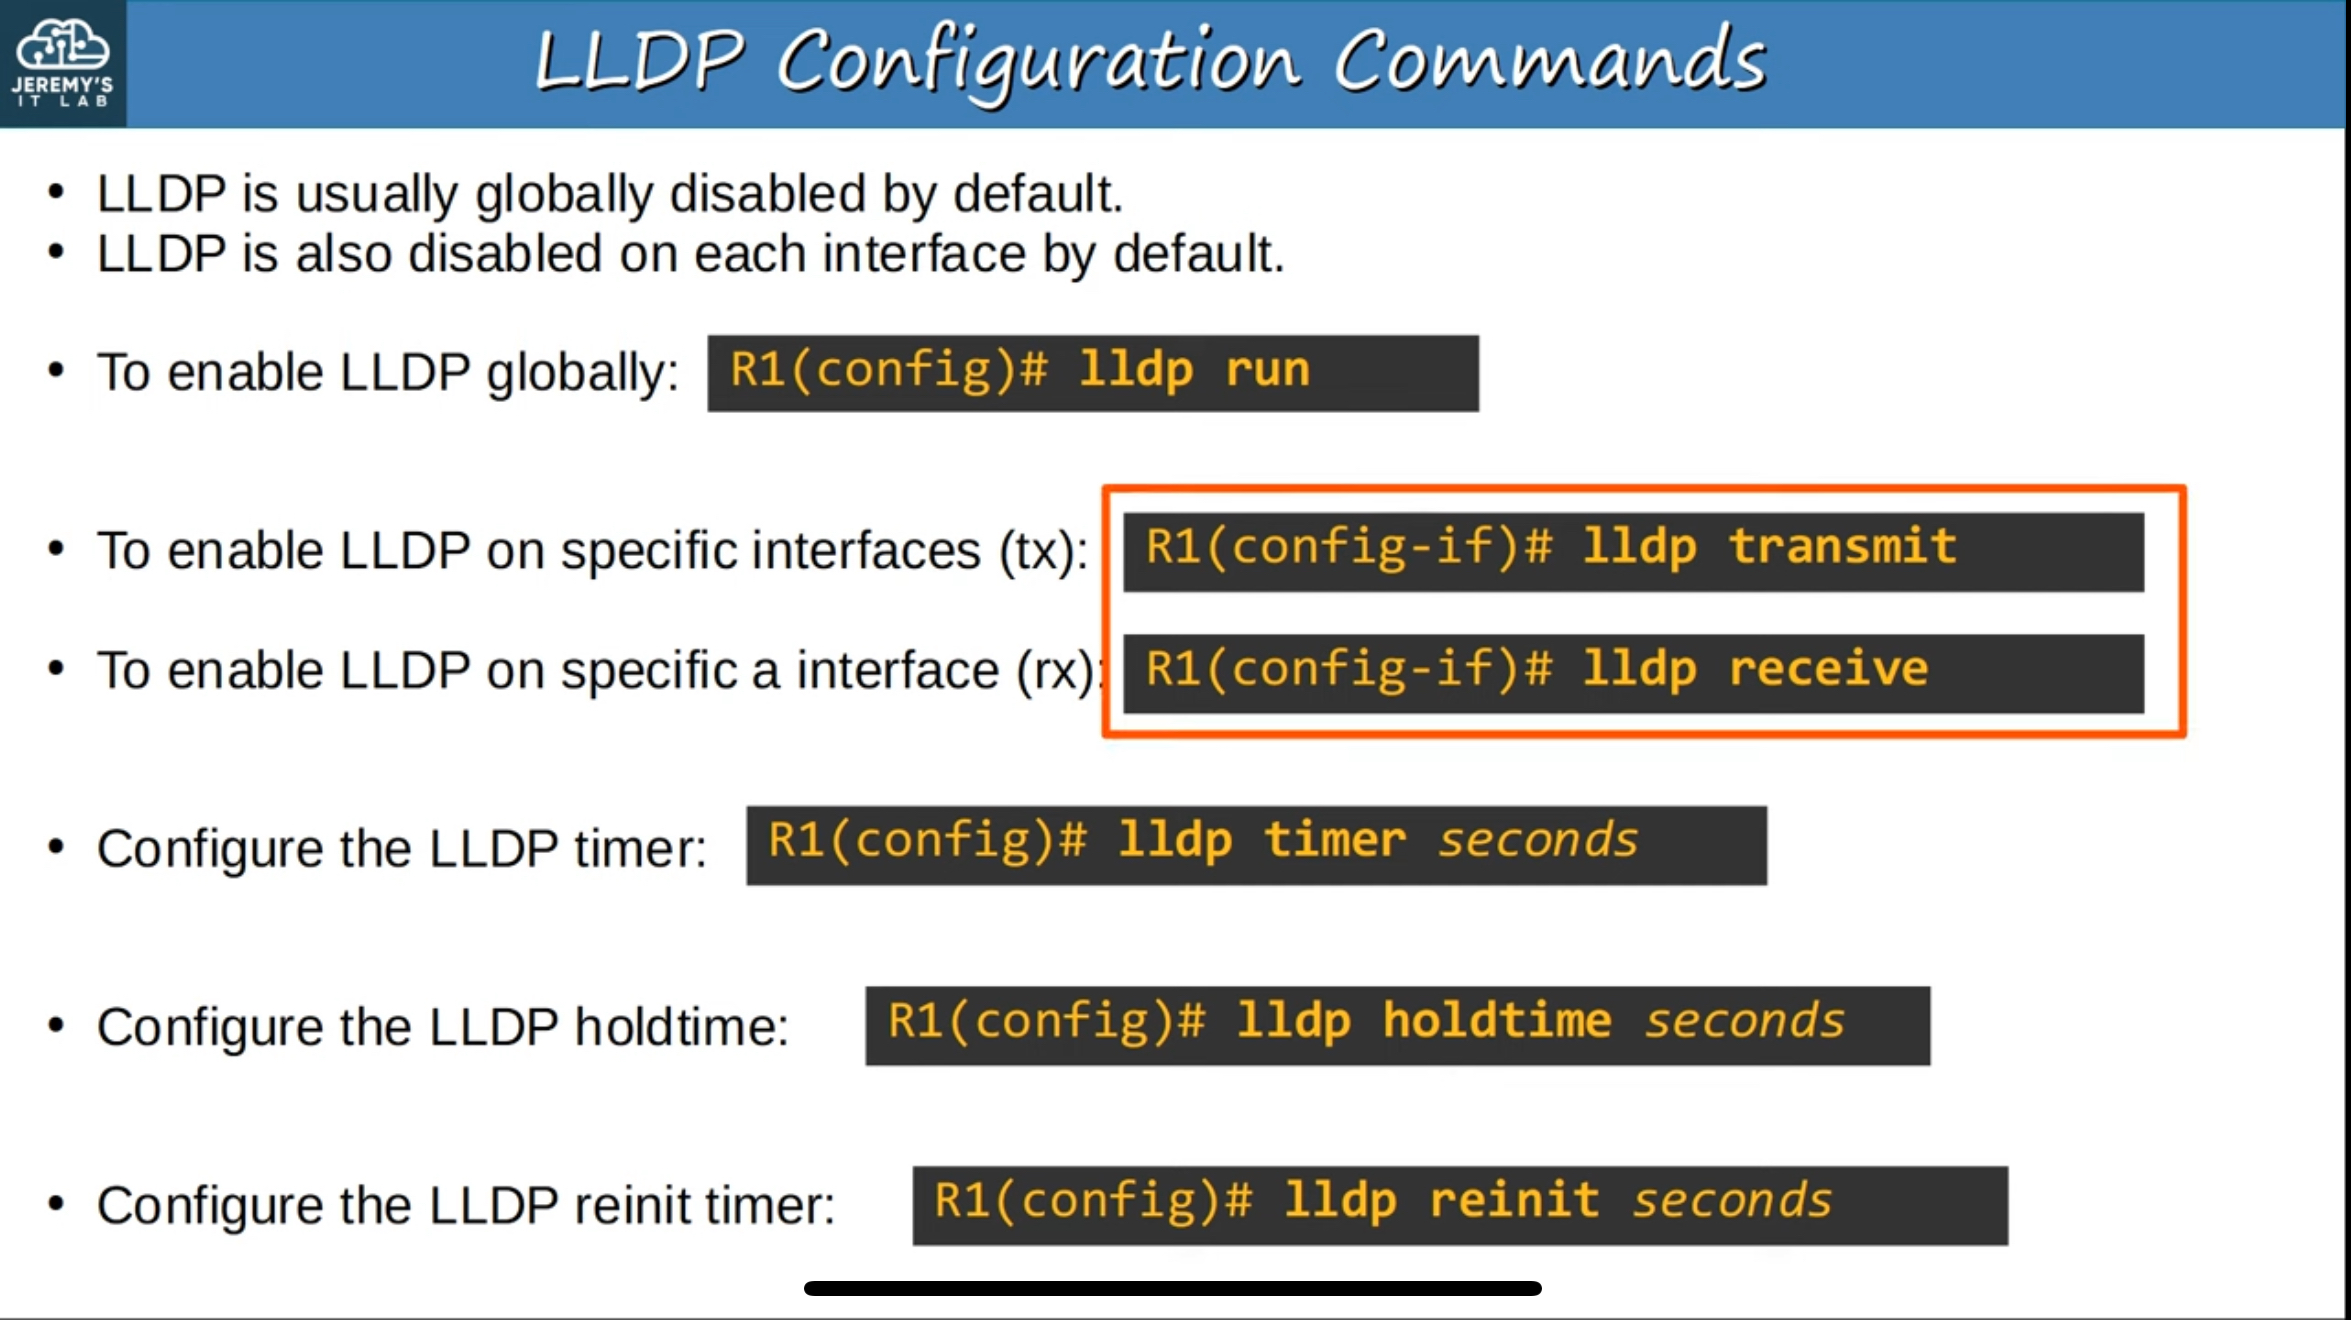 JEREMY'S
IT LAB
LLDP Configuration Commands
• LLDP is usually globally disabled by default.
• LLDP is also disabled on each interface by default.
• To enable LLDP globally: R1(config)# lldp run
• To enable LLDP on specific interfaces (tx): R1(config-if)# lldp transmit
• To enable LLDP on specific a interface (rx): R1(config-if)# lldp receive
• Configure the LLDP timer: R1(config)# lldp timer seconds
• Configure the LLDP holdtime: R1(config)# lldp holdtime seconds
• Configure the LLDP reinit timer: R1(config)# lldp reinit seconds